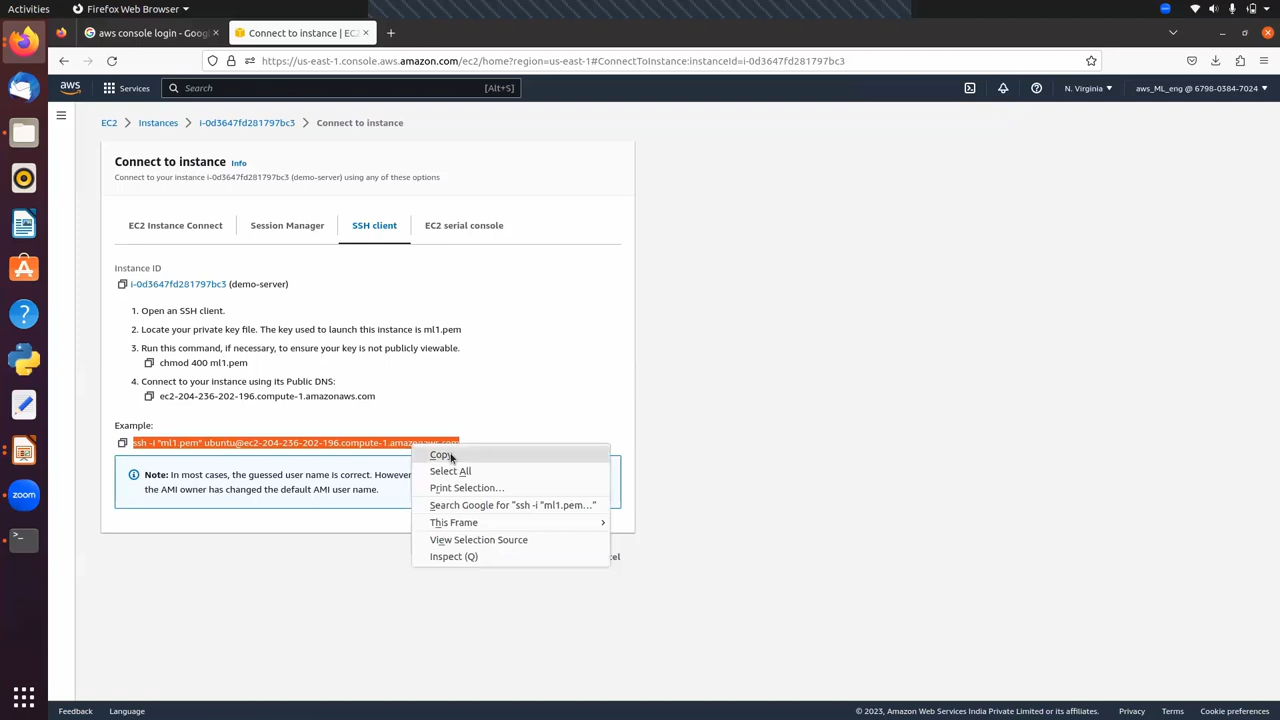 Activities
Firefox Web Browser
aws console login - Goog
Connect to instance | EC2
https://us-east-1.console.aws.amazon.com/ec2/home?region=us-east-1#ConnectToInstance:instanceId=i-0d3647fd281797bc3
aws
Services
Search
[Alt+S]
N. Virginia
aws_ML_eng @ 6798-0384-7024
EC2
Instances
i-0d3647fd281797bc3
Connect to instance
Connect to instance Info
Connect to your instance i-0d3647fd281797bc3 (demo-server) using any of these options
EC2 Instance Connect
Session Manager
SSH client
EC2 serial console
Instance ID
i-0d3647fd281797bc3 (demo-server)
1. Open an SSH client.
2. Locate your private key file. The key used to launch this instance is ml1.pem
3. Run this command, if necessary, to ensure your key is not publicly viewable.
chmod 400 ml1.pem
4. Connect to your instance using its Public DNS:
ec2-204-236-202-196.compute-1.amazonaws.com
Example:
ssh -i "ml1.pem" ubuntu@ec2-204-236-202-196.compute-1.amazonaws.com
Note: In most cases, the guessed user name is correct. However
the AMI owner has changed the default AMI user name.
Copy
Select All
Print Selection…
Search Google for "ssh -i "ml1.pem…"
This Frame
View Selection Source
Inspect (Q)
zoom
Feedback
Language
© 2023, Amazon Web Services India Private Limited or its affiliates.
Privacy
Terms
Cookie preferences